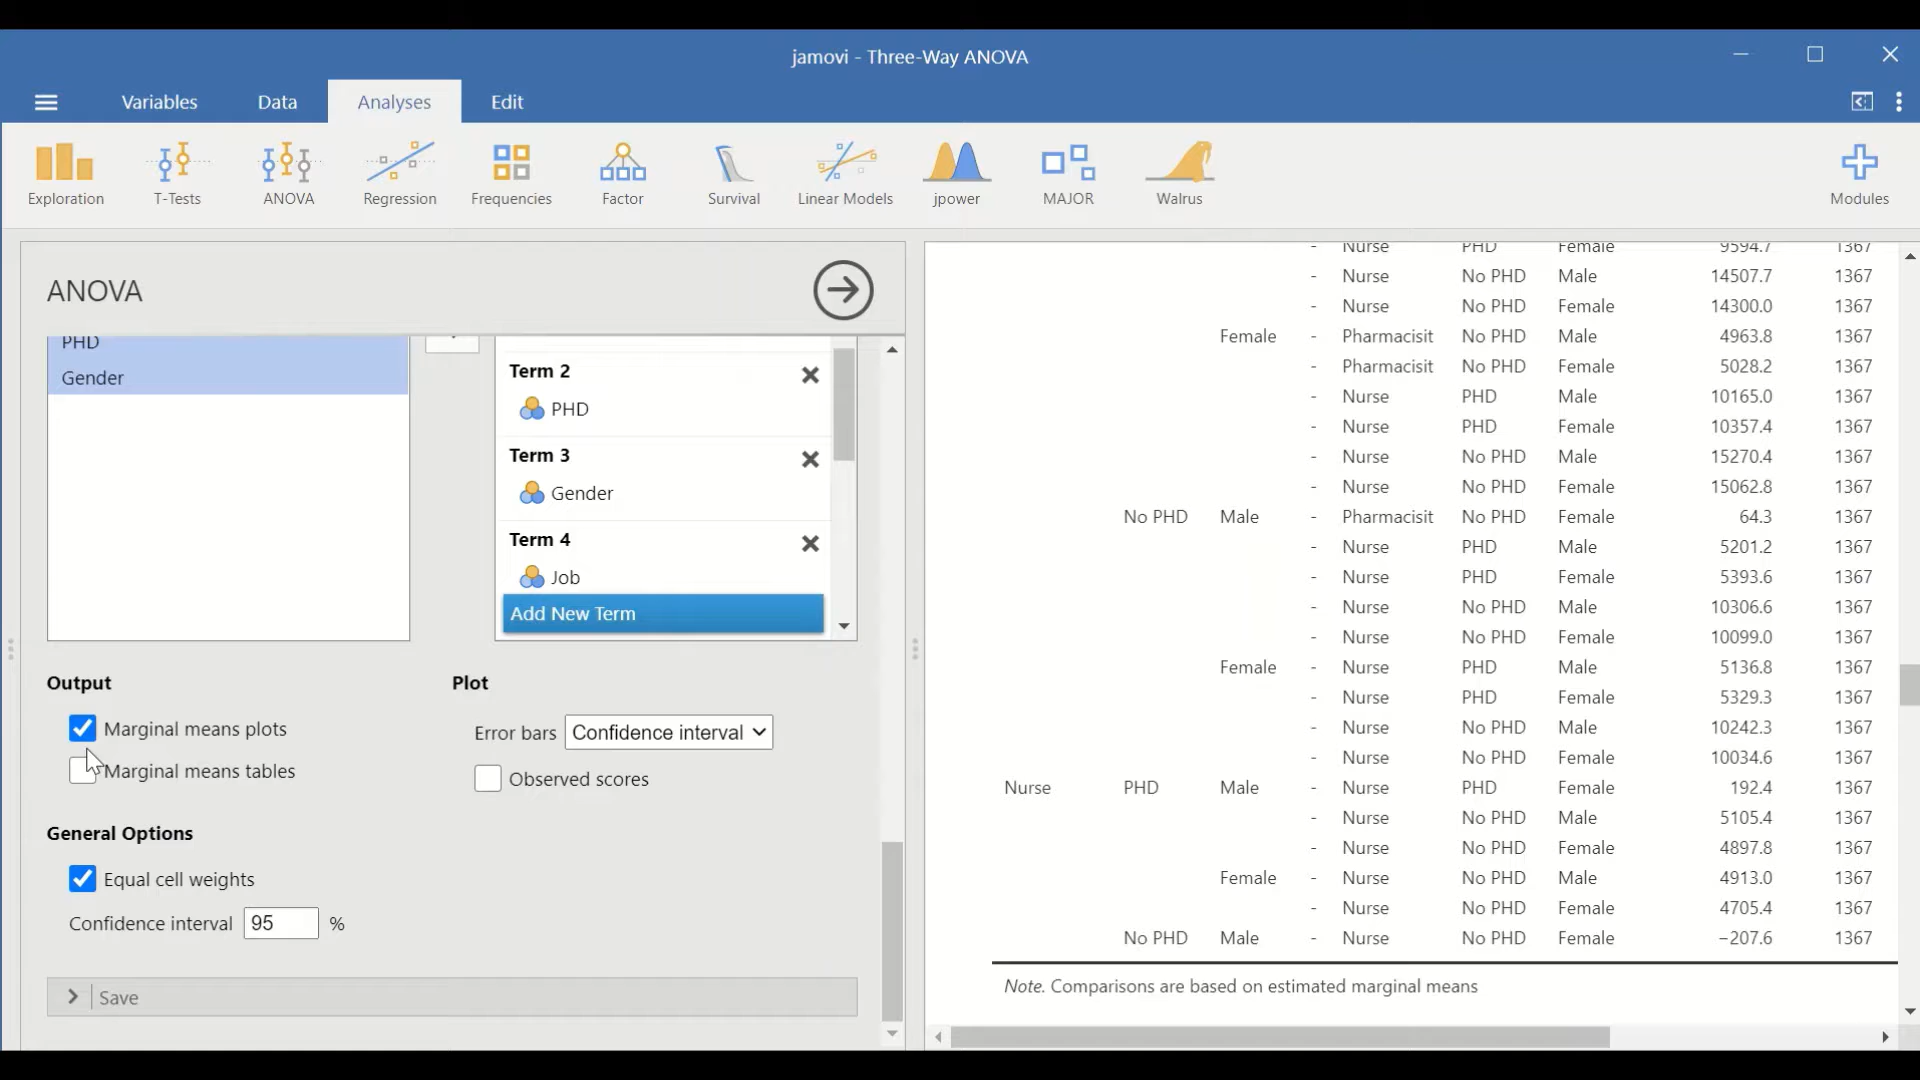 jamovi - Three-Way ANOVA
Variables Data Analyses Edit
Exploration T-Tests ANOVA Regression Frequencies Factor Survival Linear Models jpower MAJOR Walrus Modules
ANOVA
PHD
Gender
Term 2
PHD
Term 3
Gender
Term 4
Job
Add New Term
Output
Marginal means plots
Marginal means tables
Plot
Error bars Confidence interval
Observed scores
General Options
Equal cell weights
Confidence interval 95 %
Save
- Nurse PHD Female 9594.7 1367
- Nurse No PHD Male 14507.7 1367
- Nurse No PHD Female 14300.0 1367
Female - Pharmacisit No PHD Male 4963.8 1367
- Pharmacisit No PHD Female 5028.2 1367
- Nurse PHD Male 10165.0 1367
- Nurse PHD Female 10357.4 1367
- Nurse No PHD Male 15270.4 1367
- Nurse No PHD Female 15062.8 1367
No PHD Male - Pharmacisit No PHD Female 64.3 1367
- Nurse PHD Male 5201.2 1367
- Nurse PHD Female 5393.6 1367
- Nurse No PHD Male 10306.6 1367
- Nurse No PHD Female 10099.0 1367
Female - Nurse PHD Male 5136.8 1367
- Nurse PHD Female 5329.3 1367
- Nurse No PHD Male 10242.3 1367
- Nurse No PHD Female 10034.6 1367
Nurse PHD Male - Nurse PHD Female 192.4 1367
- Nurse No PHD Male 5105.4 1367
- Nurse No PHD Female 4897.8 1367
Female - Nurse No PHD Male 4913.0 1367
- Nurse No PHD Female 4705.4 1367
No PHD Male - Nurse No PHD Female −207.6 1367
Note. Comparisons are based on estimated marginal means